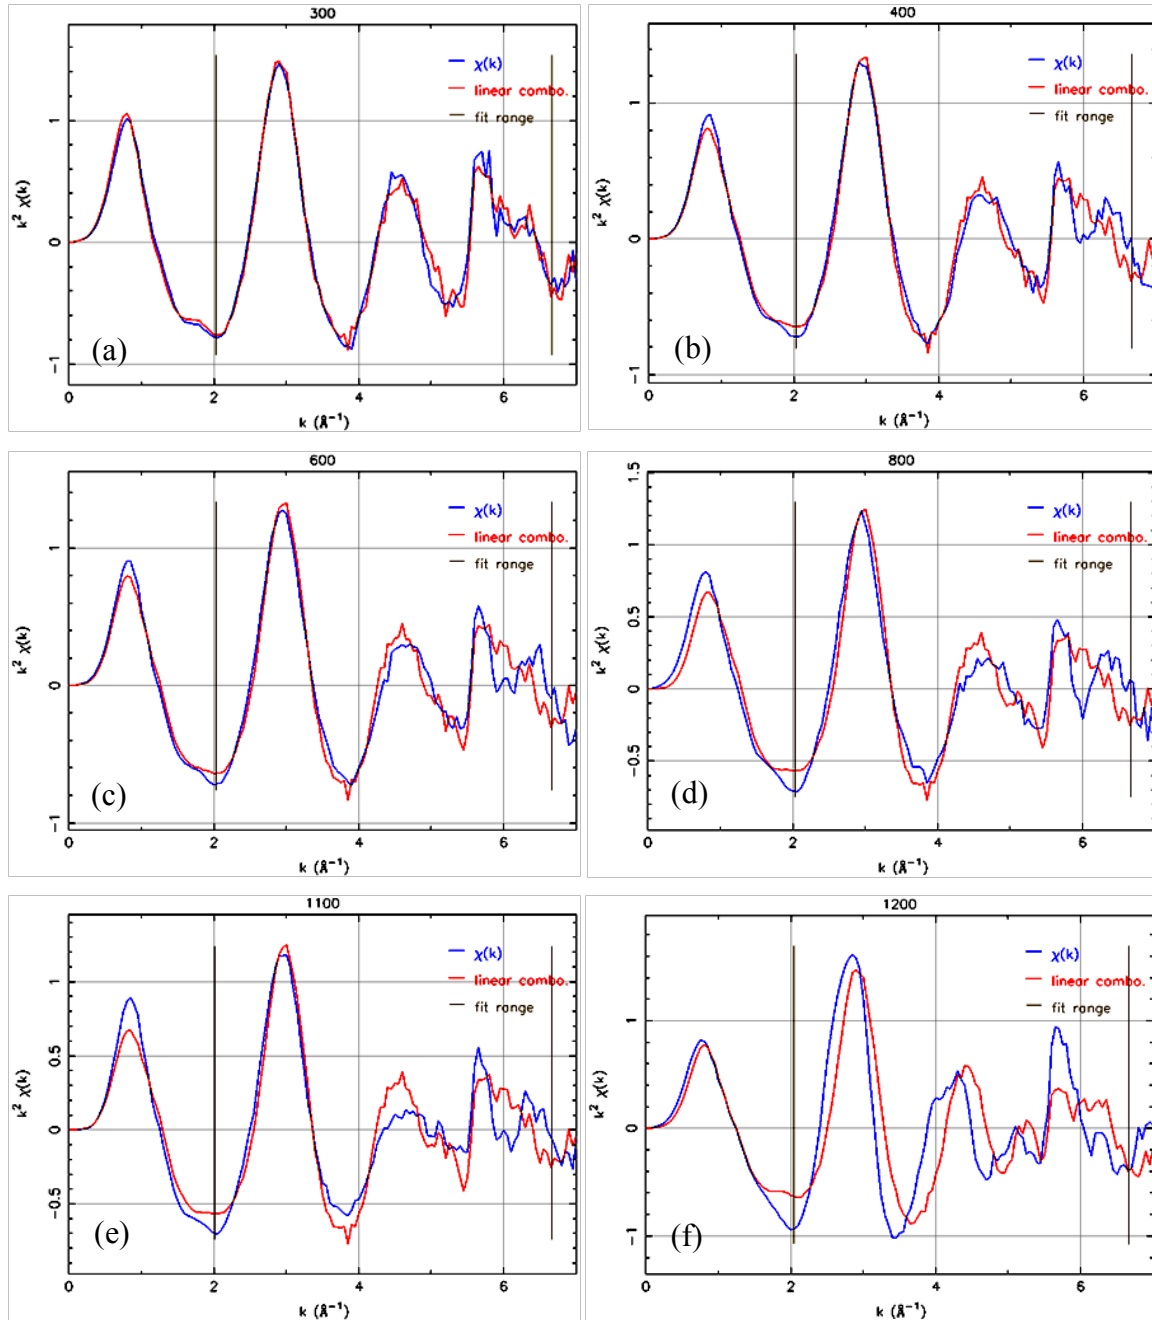 300
χ(k)
linear combo.
fit range
1
0
−1
k² χ(k)
(a)
0
2
4
6
k (Å⁻¹)
400
χ(k)
linear combo.
fit range
1
0
−1
k² χ(k)
(b)
0
2
4
6
k (Å⁻¹)
600
χ(k)
linear combo.
fit range
1
0
−1
k² χ(k)
(c)
0
2
4
6
k (Å⁻¹)
800
χ(k)
linear combo.
fit range
1.5
1
0.5
0
−0.5
k² χ(k)
(d)
0
2
4
6
k (Å⁻¹)
1100
χ(k)
linear combo.
fit range
1
0.5
0
−0.5
k² χ(k)
(e)
0
2
4
6
k (Å⁻¹)
1200
χ(k)
linear combo.
fit range
1
0
−1
k² χ(k)
(f)
0
2
4
6
k (Å⁻¹)